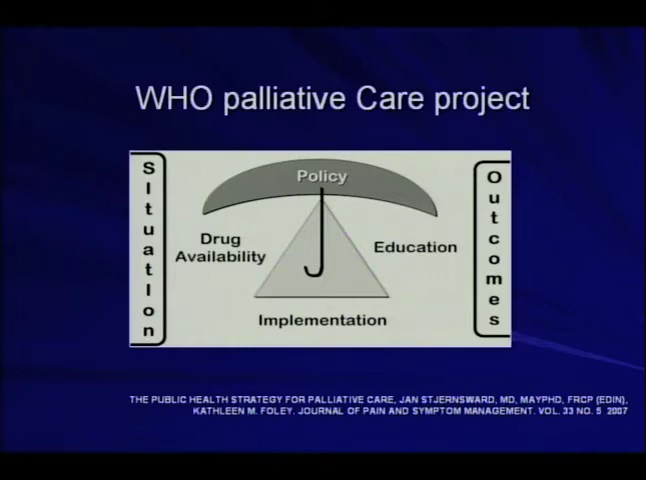 WHO palliative Care project
SItuatIon
Policy
Drug
Availability
Education
Implementation
Outcomes
THE PUBLIC HEALTH STRATEGY FOR PALLIATIVE CARE, JAN STJERNSWARD, MD, MAYPHD, FRCP (EDIN),
KATHLEEN M. FOLEY. JOURNAL OF PAIN AND SYMPTOM MANAGEMENT. VOL. 33 NO. 5 2007